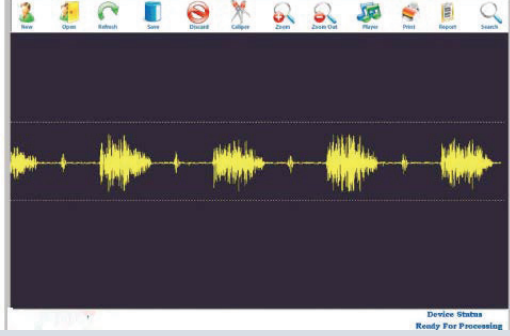 New Open Refresh Save Discard Caliper Zoom Zoom Out Player Print Report Search
Device Status
Ready For Processing